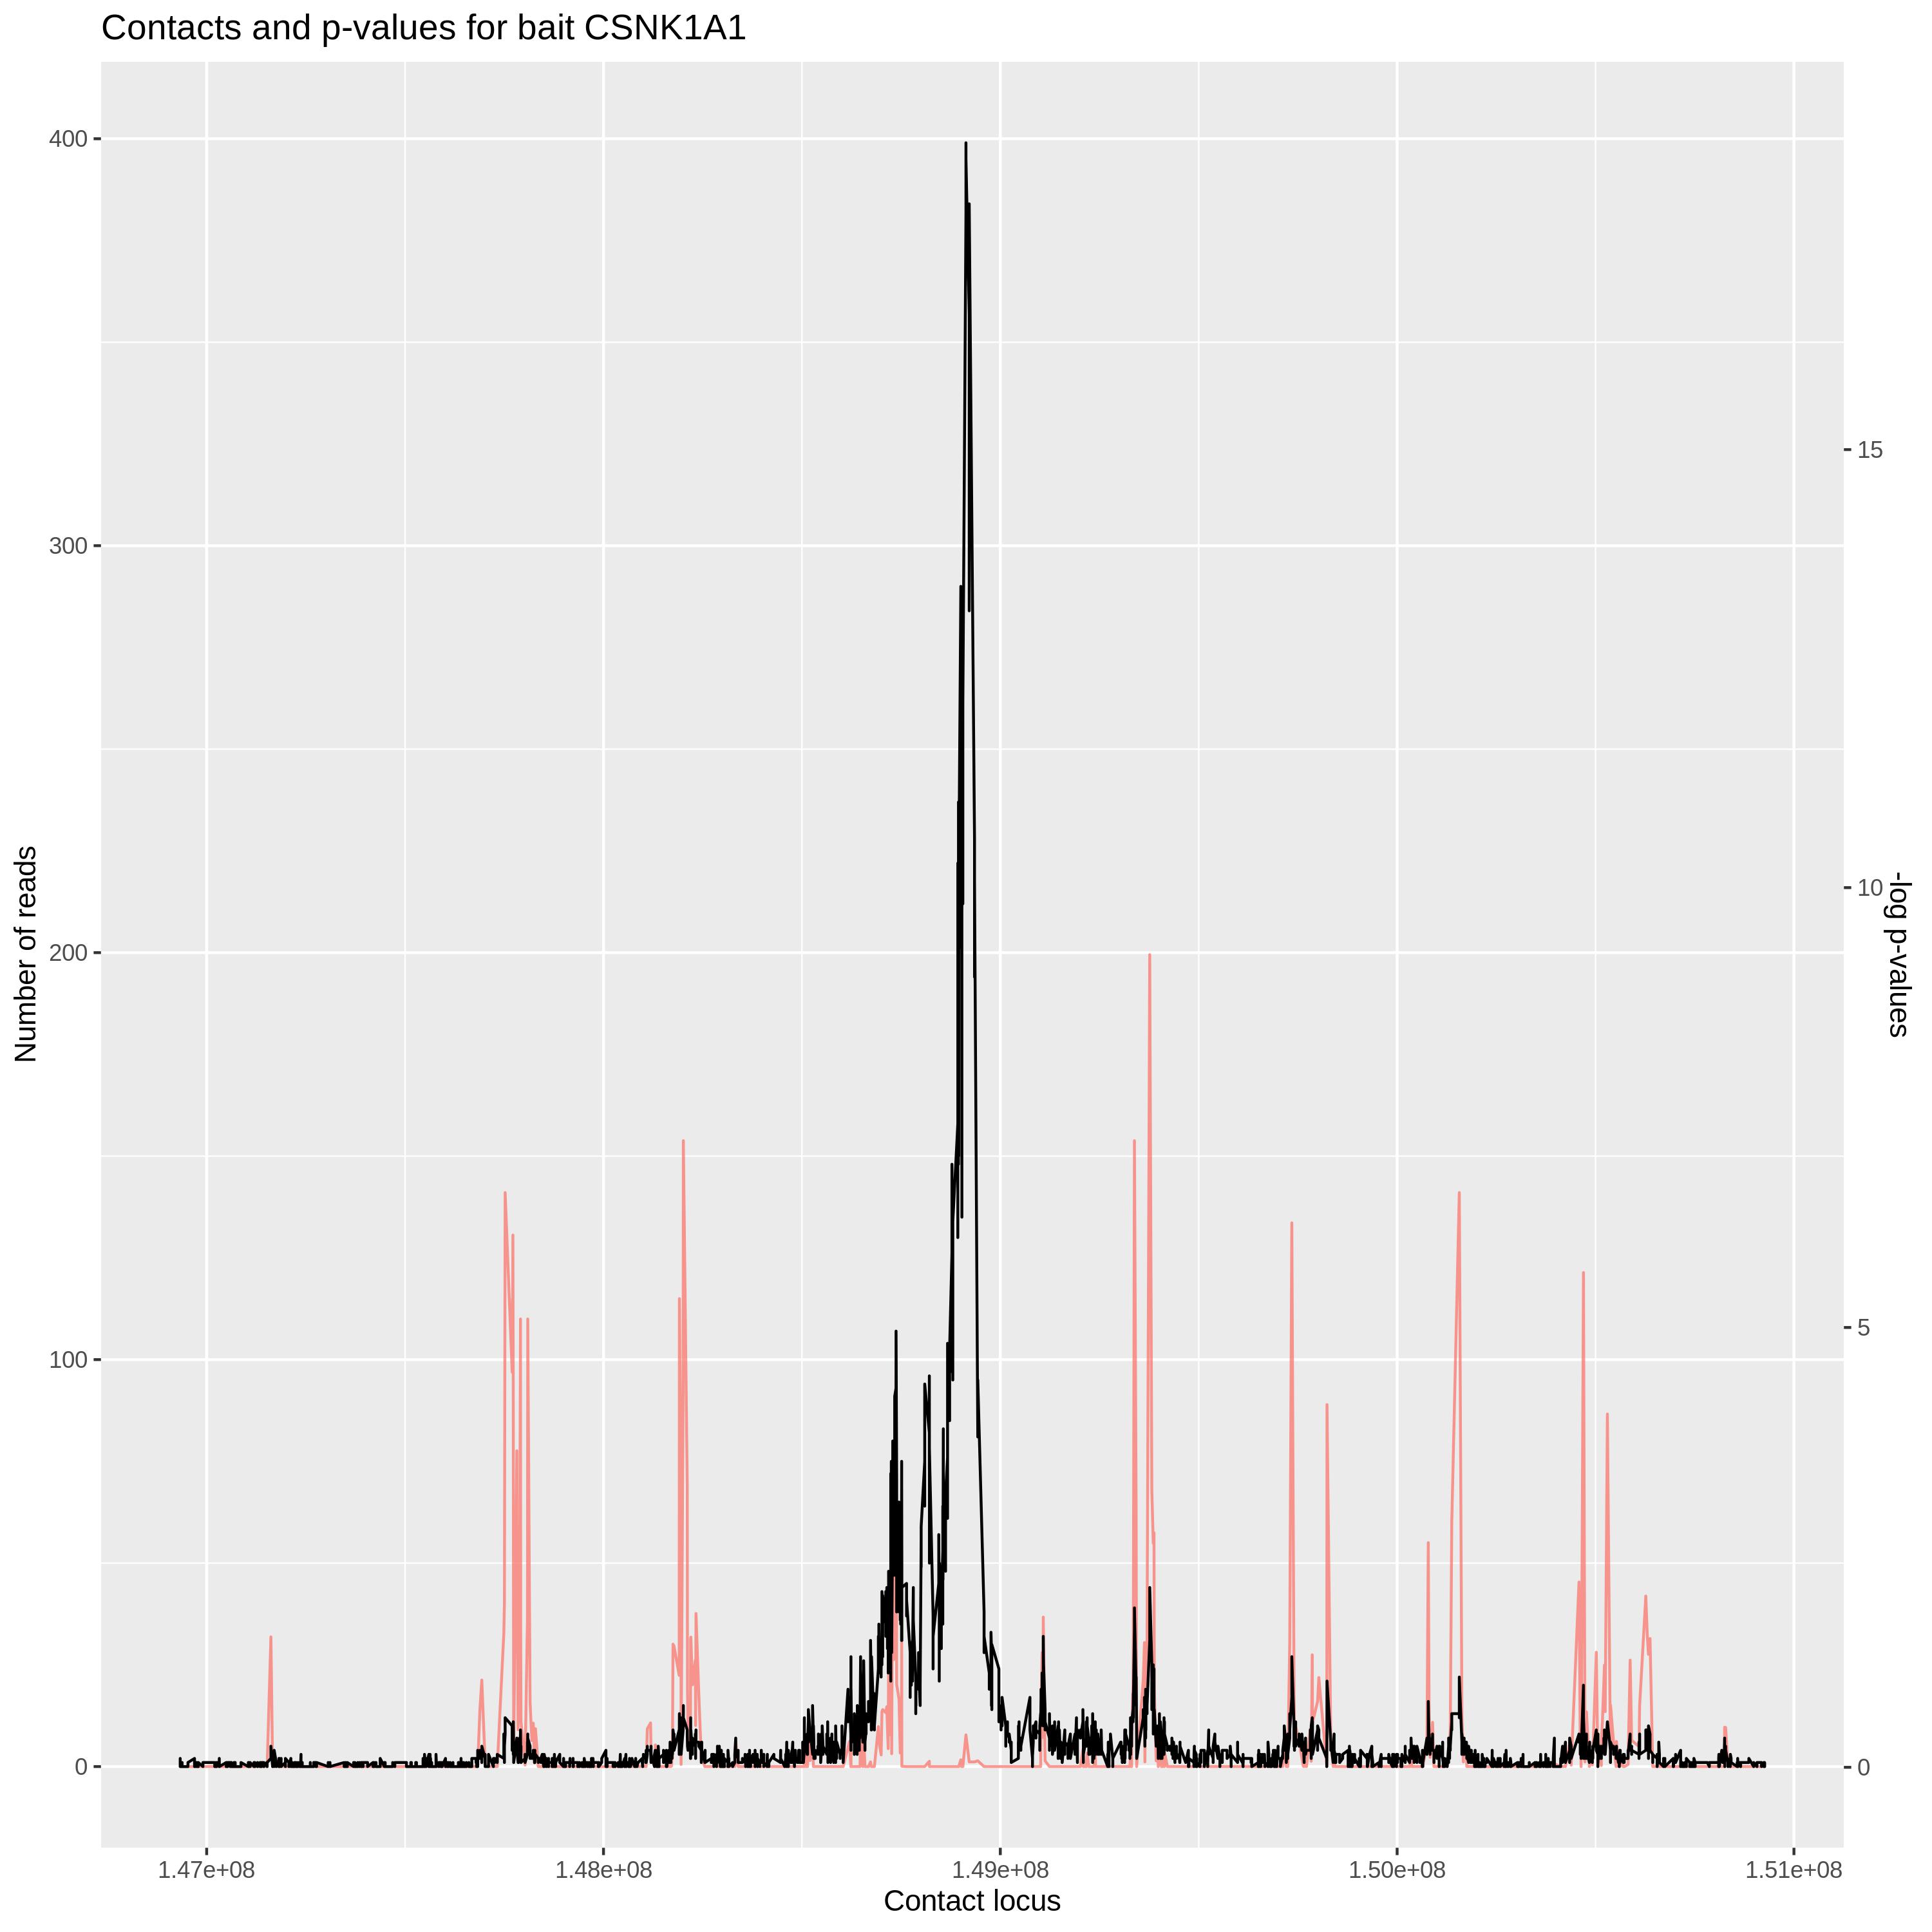 Contacts and p-values for bait CSNK1A1
400
300
200
100
0
Number of reads
15
10
5
0
-log p-values
1.47e+08 1.48e+08 1.49e+08 1.50e+08 1.51e+08
Contact locus